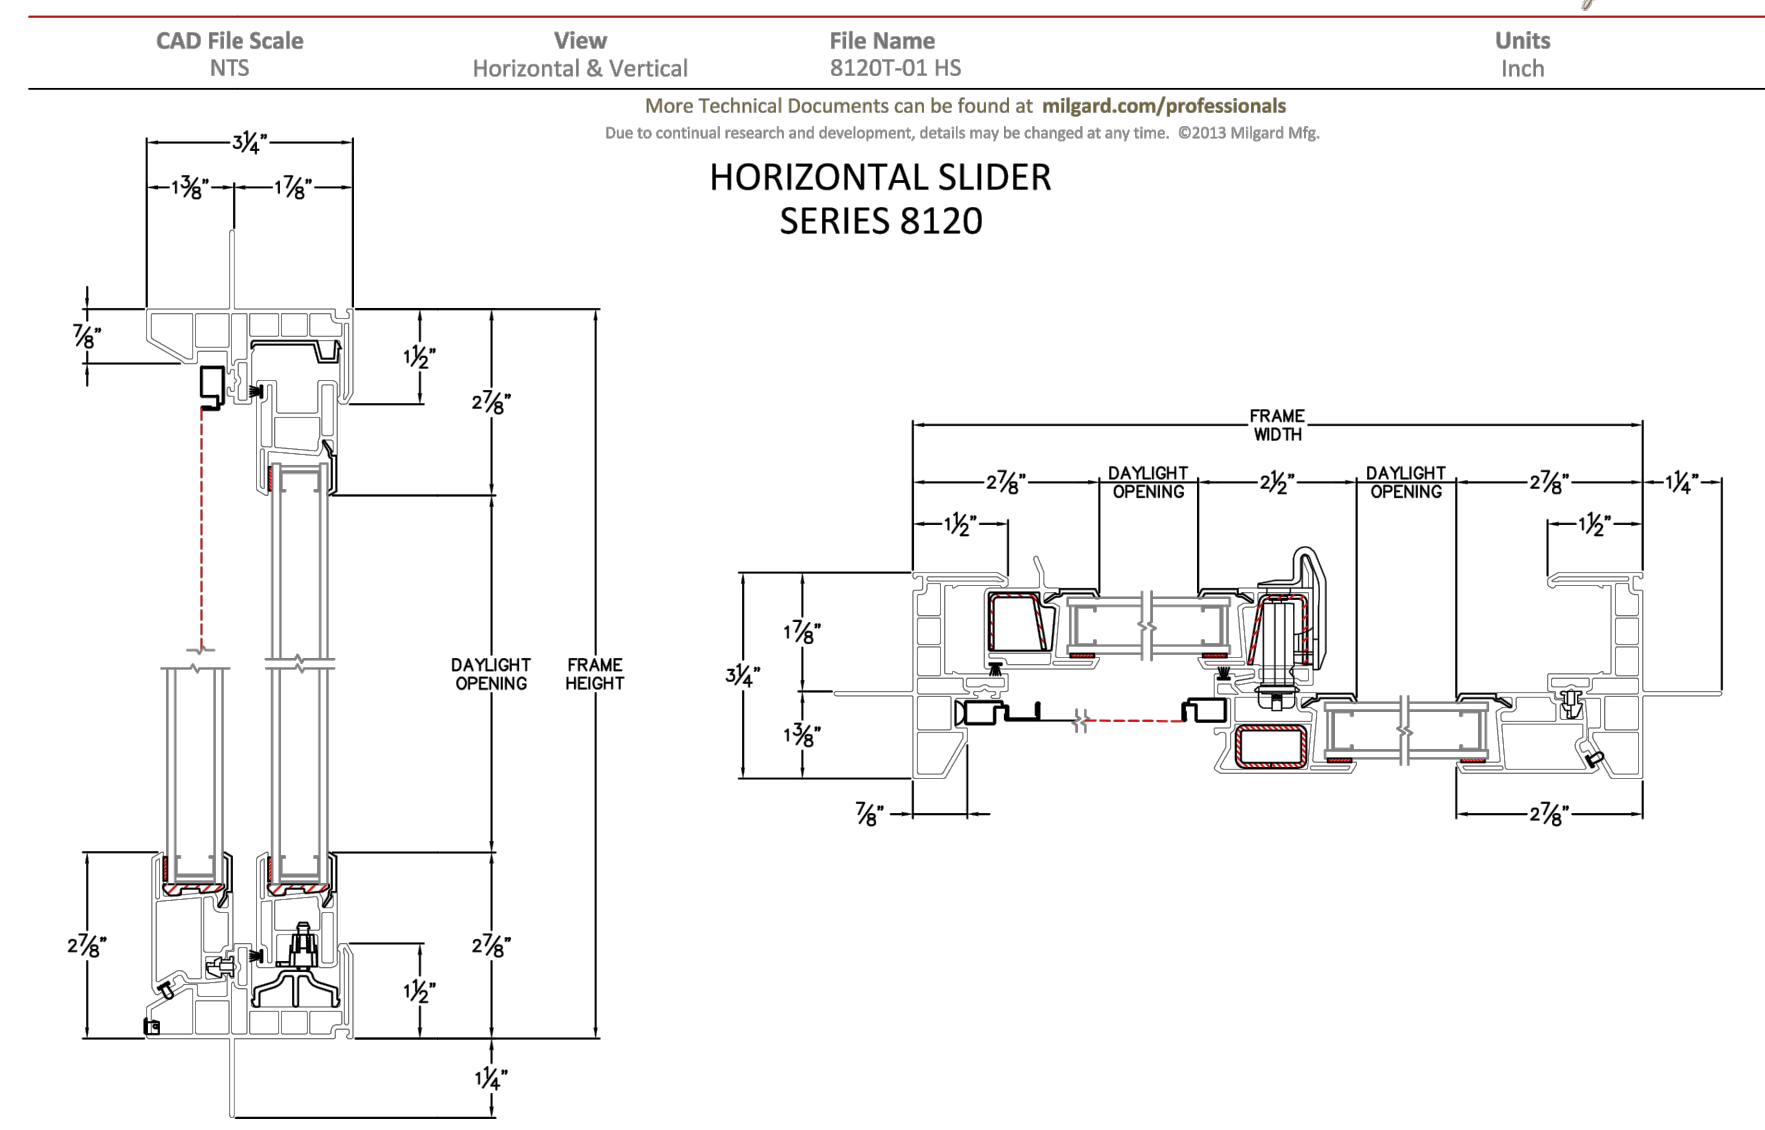 CAD File Scale
NTS
View
Horizontal & Vertical
File Name
8120T-01 HS
Units
Inch
More Technical Documents can be found at milgard.com/professionals
Due to continual research and development, details may be changed at any time. ©2013 Milgard Mfg.
HORIZONTAL SLIDER
SERIES 8120
3¼"
1⅜"
1⅞"
⅞"
1½"
2⅞"
DAYLIGHT
OPENING
FRAME
HEIGHT
2⅞"
2⅞"
1½"
1¼"
FRAME
WIDTH
2⅞"
DAYLIGHT
OPENING
2½"
DAYLIGHT
OPENING
2⅞"
1¼"
1½"
1½"
1⅞"
3¼"
1⅜"
⅞"
2⅞"